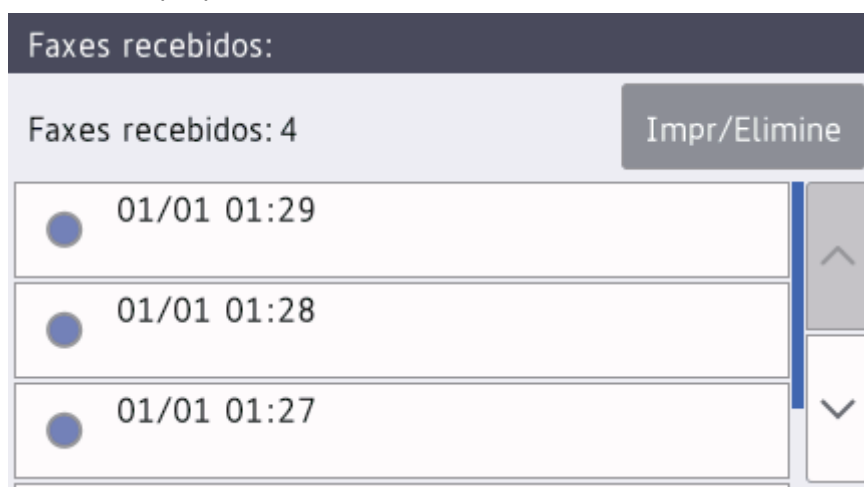 Faxes recebidos:
Faxes recebidos: 4
Impr/Elimine
01/01 01:29
01/01 01:28
01/01 01:27